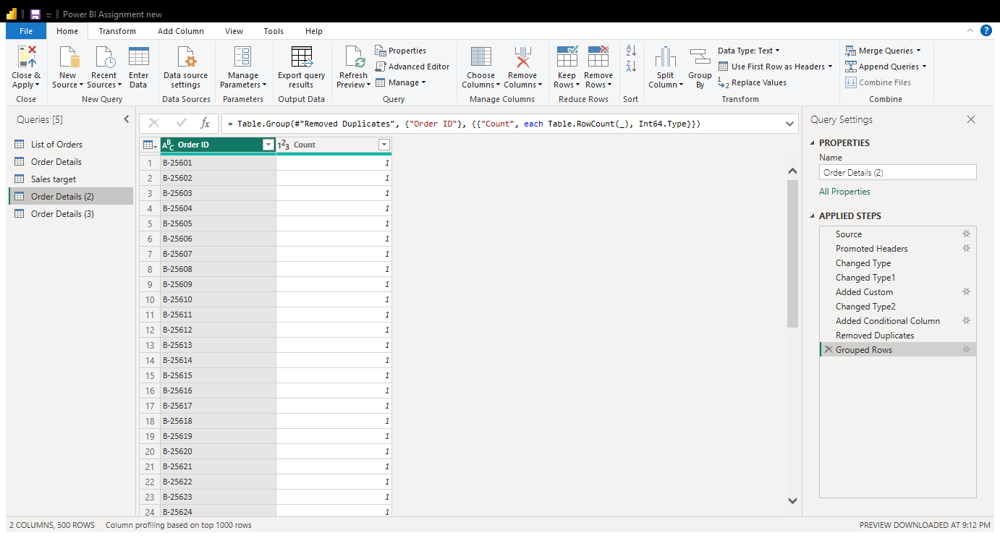 Power BI Assignment new
File Home Transform Add Column View Tools Help
Close & Apply
New Source
Recent Sources
Enter Data
Data source settings
Manage Parameters
Export query results
Refresh Preview
Properties
Advanced Editor
Manage
Choose Columns
Remove Columns
Keep Rows
Remove Rows
Split Column
Group By
Data Type: Text
Use First Row as Headers
Replace Values
Merge Queries
Append Queries
Combine Files
Close New Query Data Sources Parameters Output Data Query Manage Columns Reduce Rows Sort Transform Combine
Queries [5]
List of Orders
Order Details
Sales target
Order Details (2)
Order Details (3)
= Table.Group(#"Removed Duplicates", {"Order ID"}, {{"Count", each Table.RowCount(_), Int64.Type}})
ABC Order ID 123 Count
1 B-25601 1
2 B-25602 1
3 B-25603 1
4 B-25604 1
5 B-25605 1
6 B-25606 1
7 B-25607 1
8 B-25608 1
9 B-25609 1
10 B-25610 1
11 B-25611 1
12 B-25612 1
13 B-25613 1
14 B-25614 1
15 B-25615 1
16 B-25616 1
17 B-25617 1
18 B-25618 1
19 B-25619 1
20 B-25620 1
21 B-25621 1
22 B-25622 1
23 B-25623 1
24 B-25624 1
Query Settings
PROPERTIES
Name
Order Details (2)
All Properties
APPLIED STEPS
Source
Promoted Headers
Changed Type
Changed Type1
Added Custom
Changed Type2
Added Conditional Column
Removed Duplicates
Grouped Rows
2 COLUMNS, 500 ROWS Column profiling based on top 1000 rows PREVIEW DOWNLOADED AT 9:12 PM